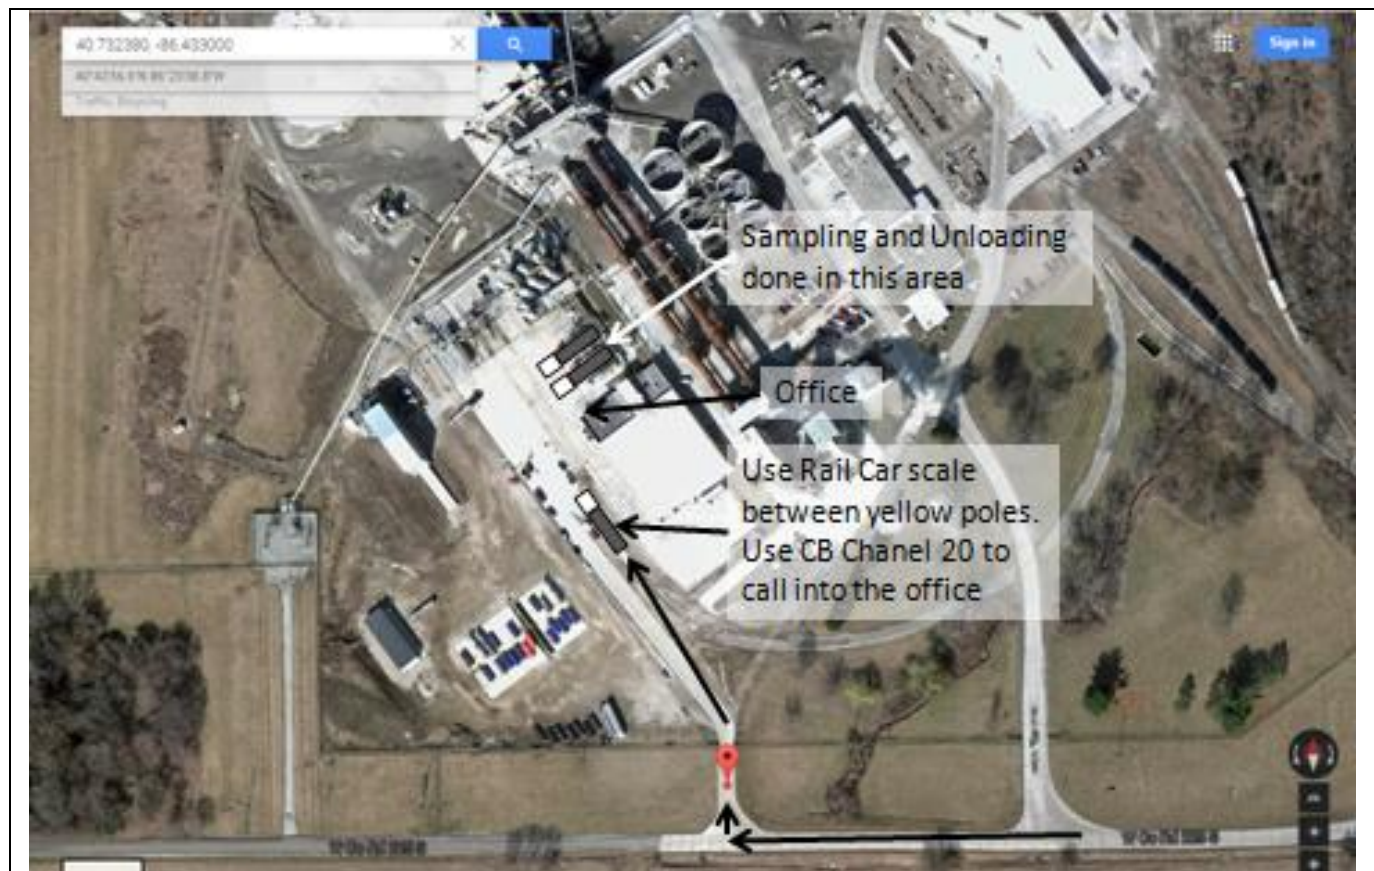 40.732380, -86.433000
Sign in
Sampling and Unloading
done in this area
Office
Use Rail Car scale
between yellow poles.
Use CB Chanel 20 to
call into the office